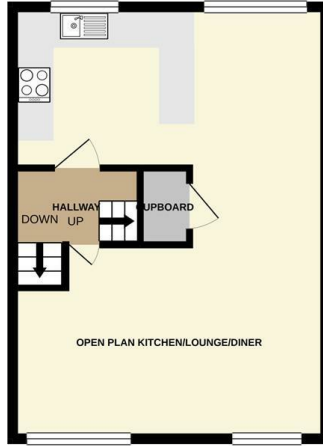 HALLWAY
CUPBOARD
DOWN
UP
OPEN PLAN KITCHEN/LOUNGE/DINER